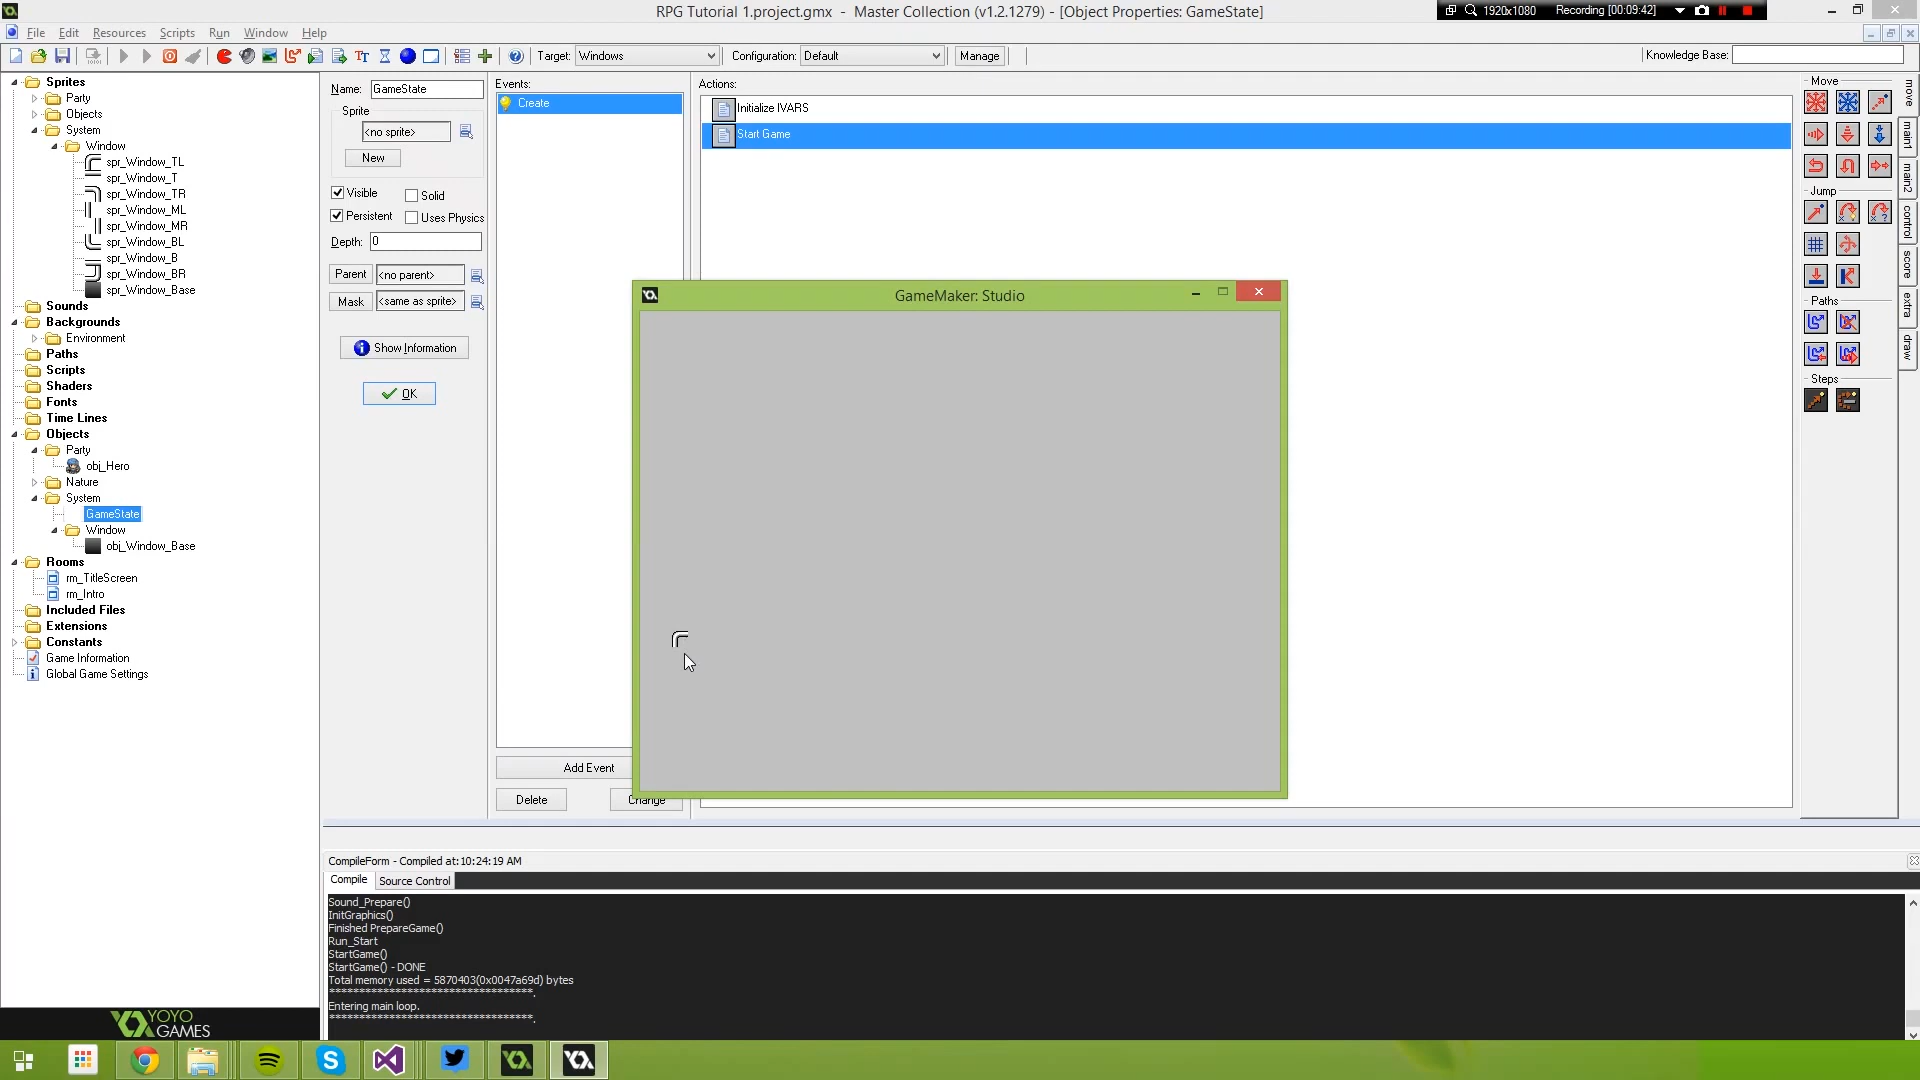 RPG Tutorial 1.project.gmx - Master Collection (v1.2.1279) - [Object Properties: GameState]
1920x1080
Recording [00:09:42]
File Edit Resources Scripts Run Window Help
Target: Windows
Configuration: Default
Manage
Knowledge Base:
Sprites
Party
Objects
System
Window
spr_Window_TL
spr_Window_T
spr_Window_TR
spr_Window_ML
spr_Window_MR
spr_Window_BL
spr_Window_B
spr_Window_BR
spr_Window_Base
Sounds
Backgrounds
Environment
Paths
Scripts
Shaders
Fonts
Time Lines
Objects
Party
obj_Hero
Nature
System
GameState
Window
obj_Window_Base
Rooms
rm_TitleScreen
rm_Intro
Included Files
Extensions
Constants
Game Information
Global Game Settings
YOYO
GAMES
Name: GameState
Sprite
<no sprite>
New
Visible
Solid
Persistent
Uses Physics
Depth: 0
Parent <no parent>
Mask <same as sprite>
Show Information
OK
Events:
Create
Add Event
Delete
Change
Actions:
Initialize IVARS
Start Game
GameMaker: Studio
Move
Jump
Paths
Steps
move
main1
main2
control
score
extra
draw
CompileForm - Compiled at:10:24:19 AM
Compile
Source Control
Sound_Prepare()
InitGraphics()
Finished PrepareGame()
Run_Start
StartGame()
StartGame() - DONE
Total memory used = 5870403(0x0047a69d) bytes
**********************************.
Entering main loop.
**********************************.